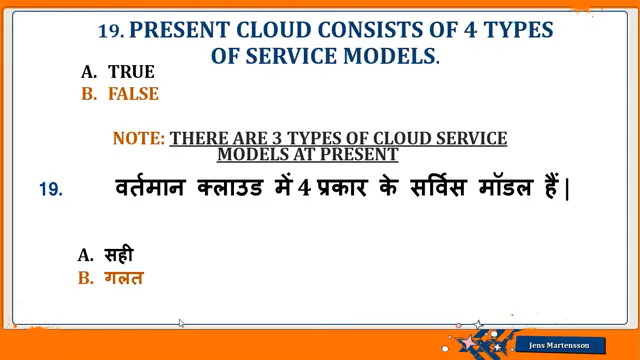 19. PRESENT CLOUD CONSISTS OF 4 TYPES
OF SERVICE MODELS.
A. TRUE
B. FALSE
NOTE: THERE ARE 3 TYPES OF CLOUD SERVICE
MODELS AT PRESENT
19. वर्तमान क्लाउड में 4 प्रकार के सर्विस मॉडल हैं |
A. सही
B. गलत
Jens Martensson